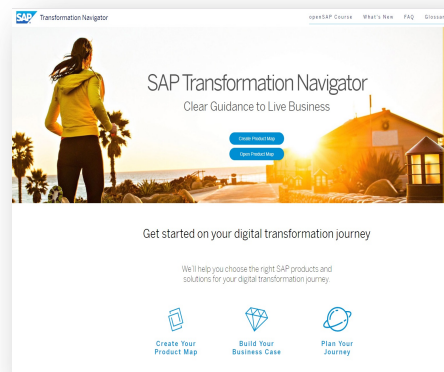 SAP Transformation Navigator
openSAP Course What's New FAQ Glossar
SAP Transformation Navigator
Clear Guidance to Live Business
Create Product Map
Open Product Map
Get started on your digital transformation journey
We'll help you choose the right SAP products and
solutions for your digital transformation journey
Create Your
Product Map
Build Your
Business Case
Plan Your
Journey